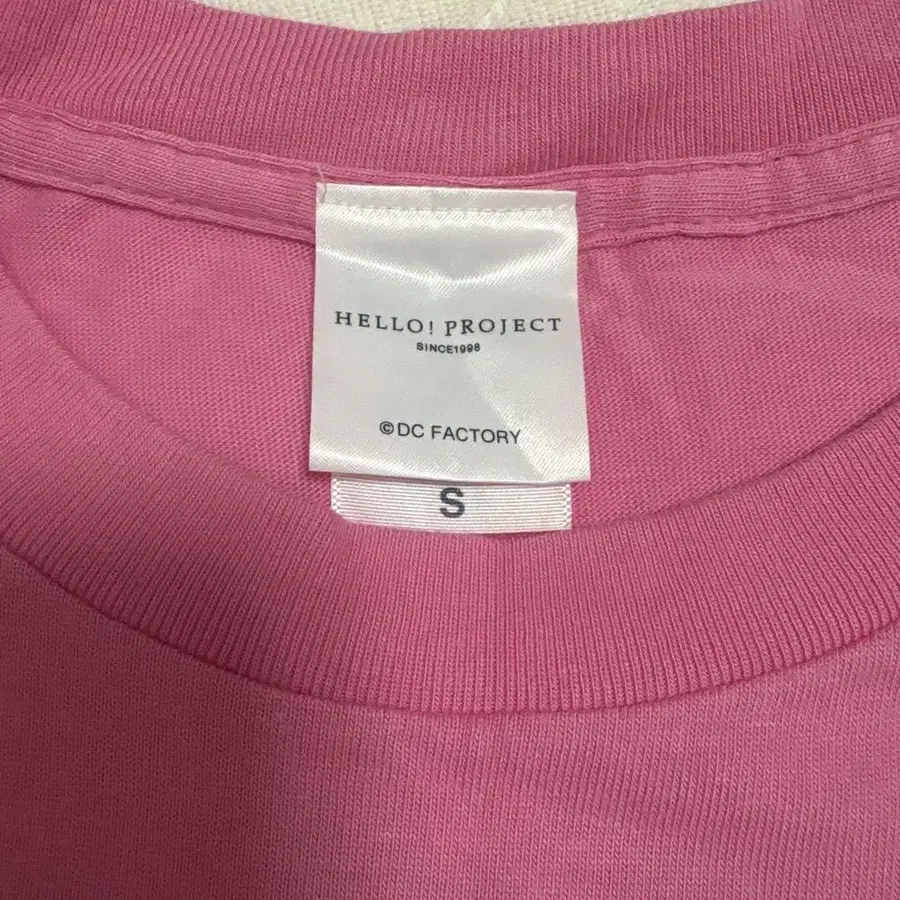 HELLO! PROJECT
SINCE1998
©DC FACTORY
S